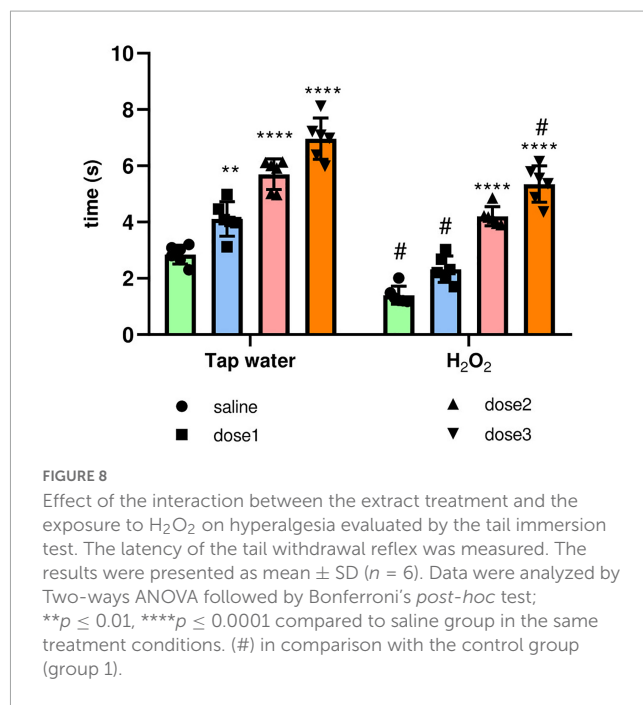 10
8
6
4
2
0
time (s)
**
****
****
#
#
****
#
****
Tap water
H₂O₂
saline
dose2
dose1
dose3
FIGURE 8
Effect of the interaction between the extract treatment and the
exposure to H₂O₂ on hyperalgesia evaluated by the tail immersion
test. The latency of the tail withdrawal reflex was measured. The
results were presented as mean ± SD (n = 6). Data were analyzed by
Two-ways ANOVA followed by Bonferroni's post-hoc test;
**p ≤ 0.01, ****p ≤ 0.0001 compared to saline group in the same
treatment conditions. (#) in comparison with the control group
(group 1).